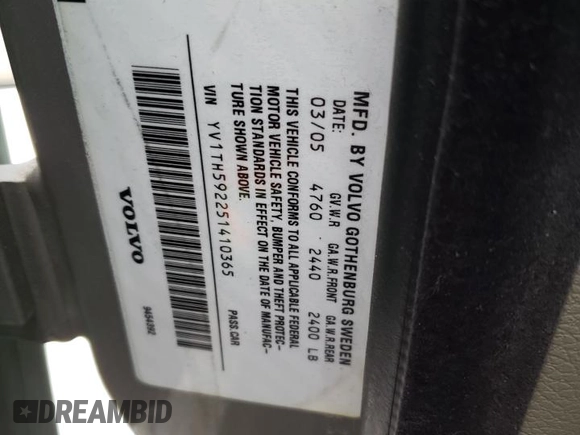 MFD. BY VOLVO GOTHENBURG SWEDEN
DATE: GV.W.R GA.W.R.FRONT GA.W.R.REAR
03/05 4760 2440 2400 LB
THIS VEHICLE CONFORMS TO ALL APPLICABLE FEDERAL
MOTOR VEHICLE SAFETY, BUMPER AND THEFT PROTEC-
TION STANDARDS IN EFFECT ON THE DATE OF MANUFAC-
TURE SHOWN ABOVE.
PASS.CAR
VIN YV1TH592251410365
VOLVO
9454392
DREAMBID